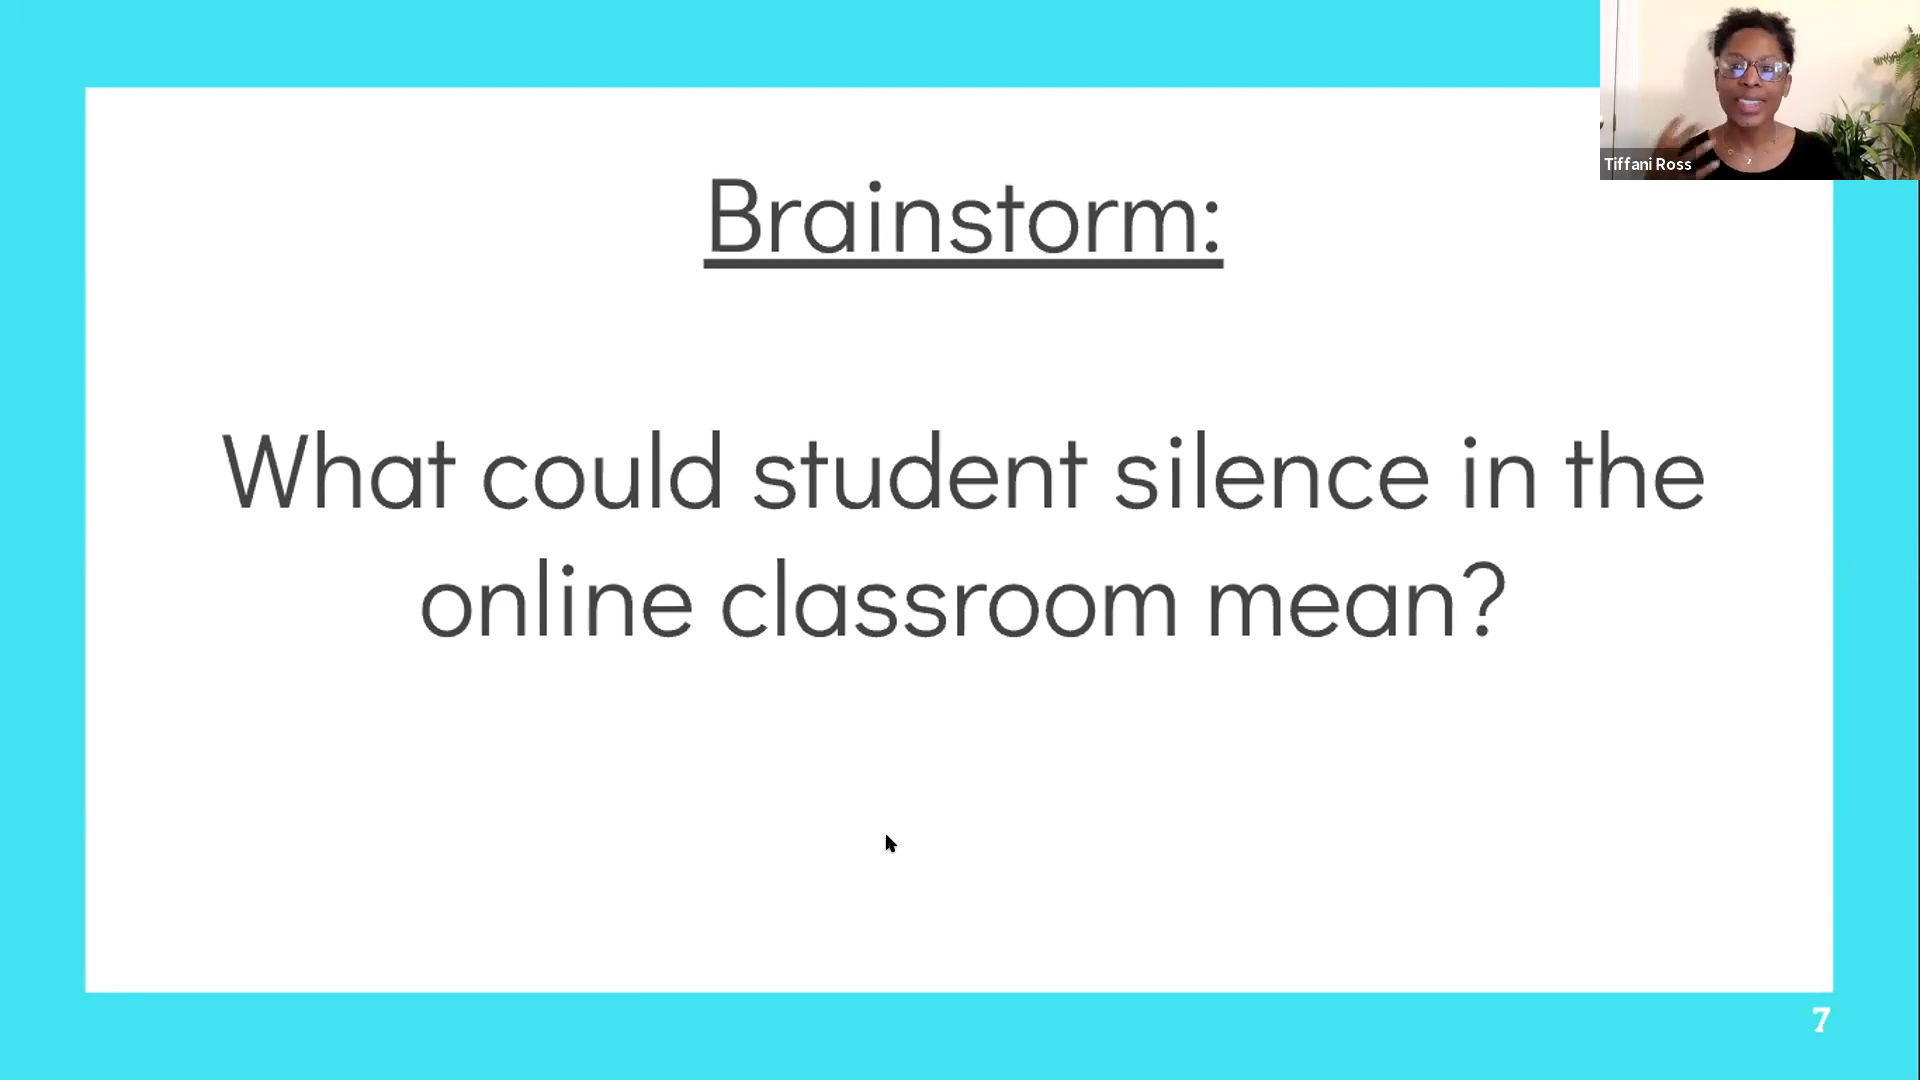 Tiffani Ross
Brainstorm:
What could student silence in the
online classroom mean?
7